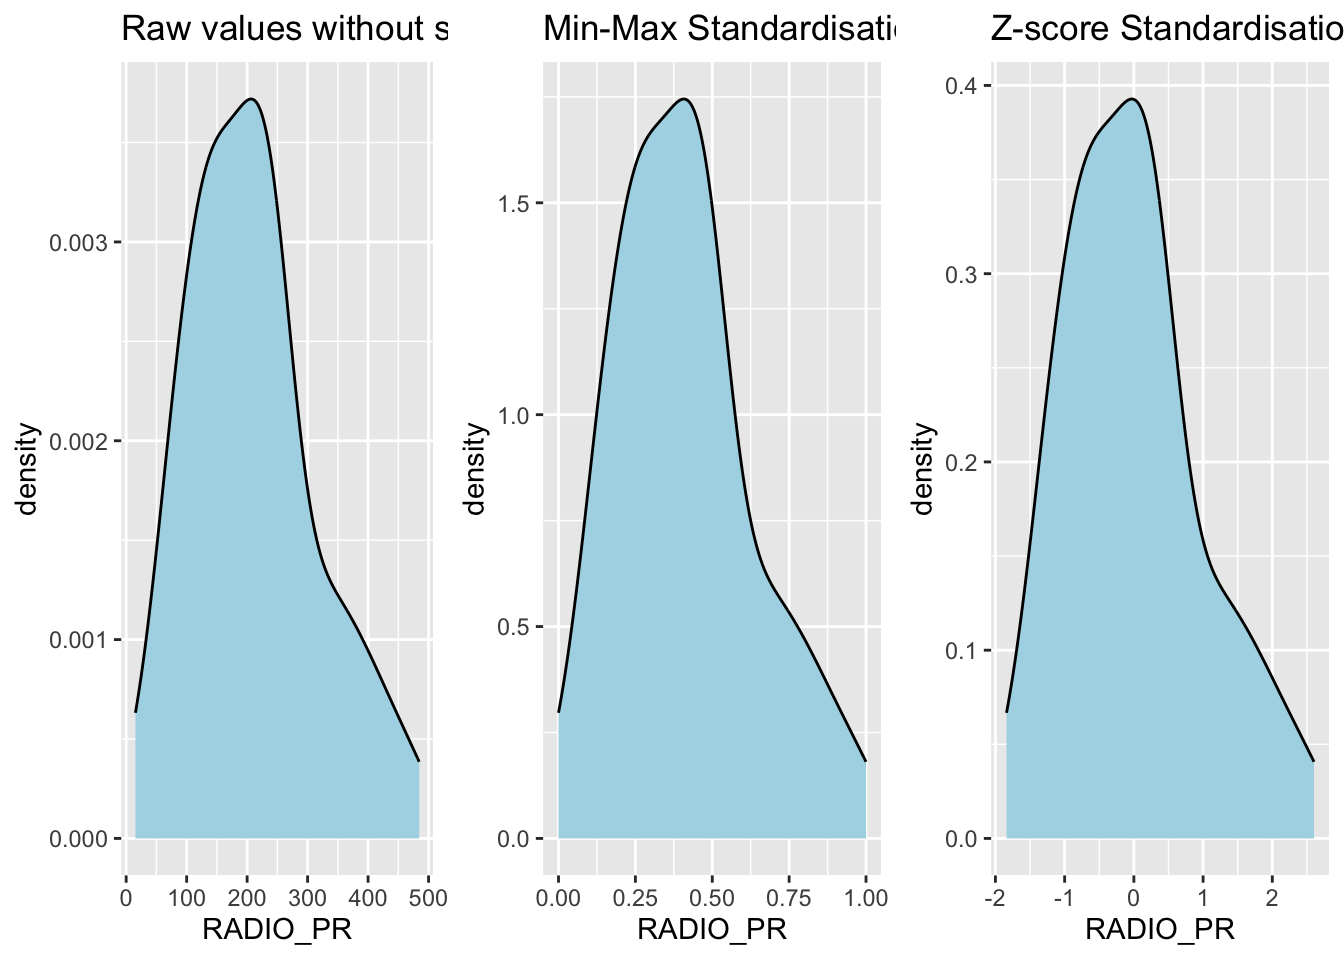 Raw values without s
density
0.003
0.002
0.001
0.000
0 100 200 300 400 500
RADIO_PR
Min-Max Standardisati
density
1.5
1.0
0.5
0.0
0.00 0.25 0.50 0.75 1.00
RADIO_PR
Z-score Standardisatio
density
0.4
0.3
0.2
0.1
0.0
-2 -1 0 1 2
RADIO_PR